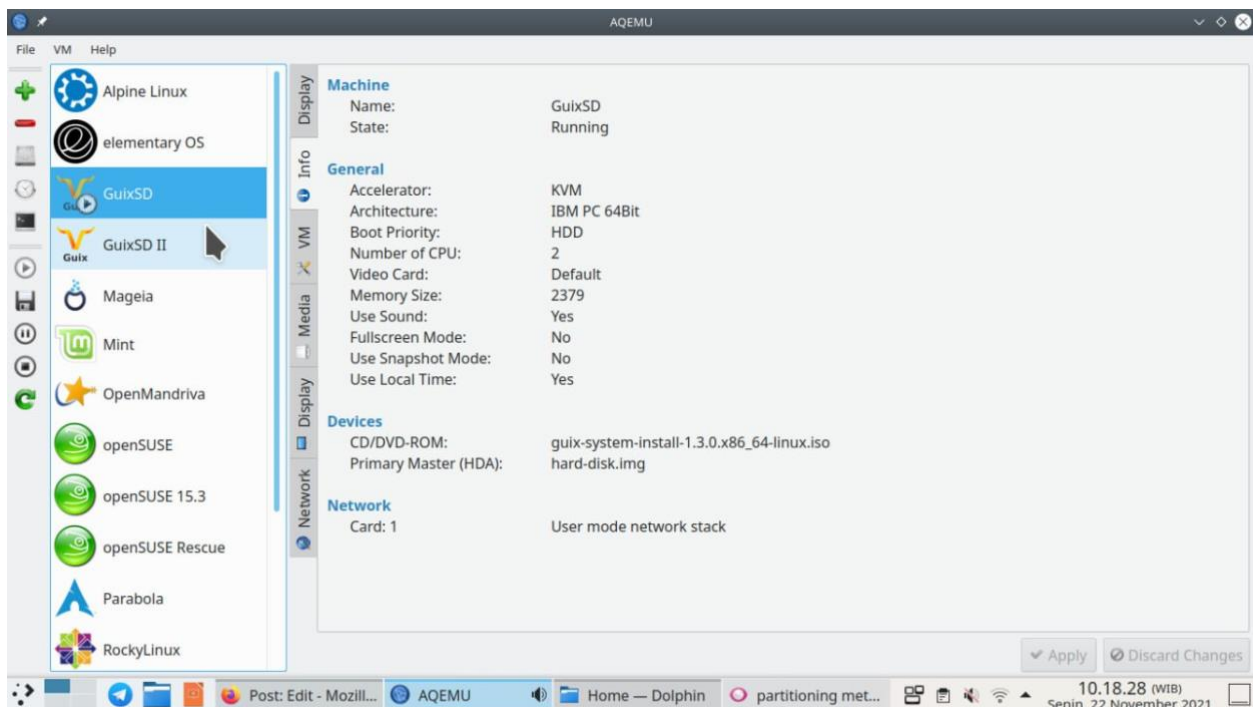 AQEMU
File VM Help
Alpine Linux
elementary OS
GuixSD
Guix
GuixSD II
Mageia
Mint
OpenMandriva
openSUSE
openSUSE 15.3
openSUSE Rescue
Parabola
RockyLinux
Display
Info
VM
Media
Display
Network
Machine
Name: GuixSD
State: Running
General
Accelerator: KVM
Architecture: IBM PC 64Bit
Boot Priority: HDD
Number of CPU: 2
Video Card: Default
Memory Size: 2379
Use Sound: Yes
Fullscreen Mode: No
Use Snapshot Mode: No
Use Local Time: Yes
Devices
CD/DVD-ROM: guix-system-install-1.3.0.x86_64-linux.iso
Primary Master (HDA): hard-disk.img
Network
Card: 1 User mode network stack
Apply Discard Changes
Post: Edit - Mozill... AQEMU Home — Dolphin partitioning met... 10.18.28 (WIB)
Senin, 22 November 2021